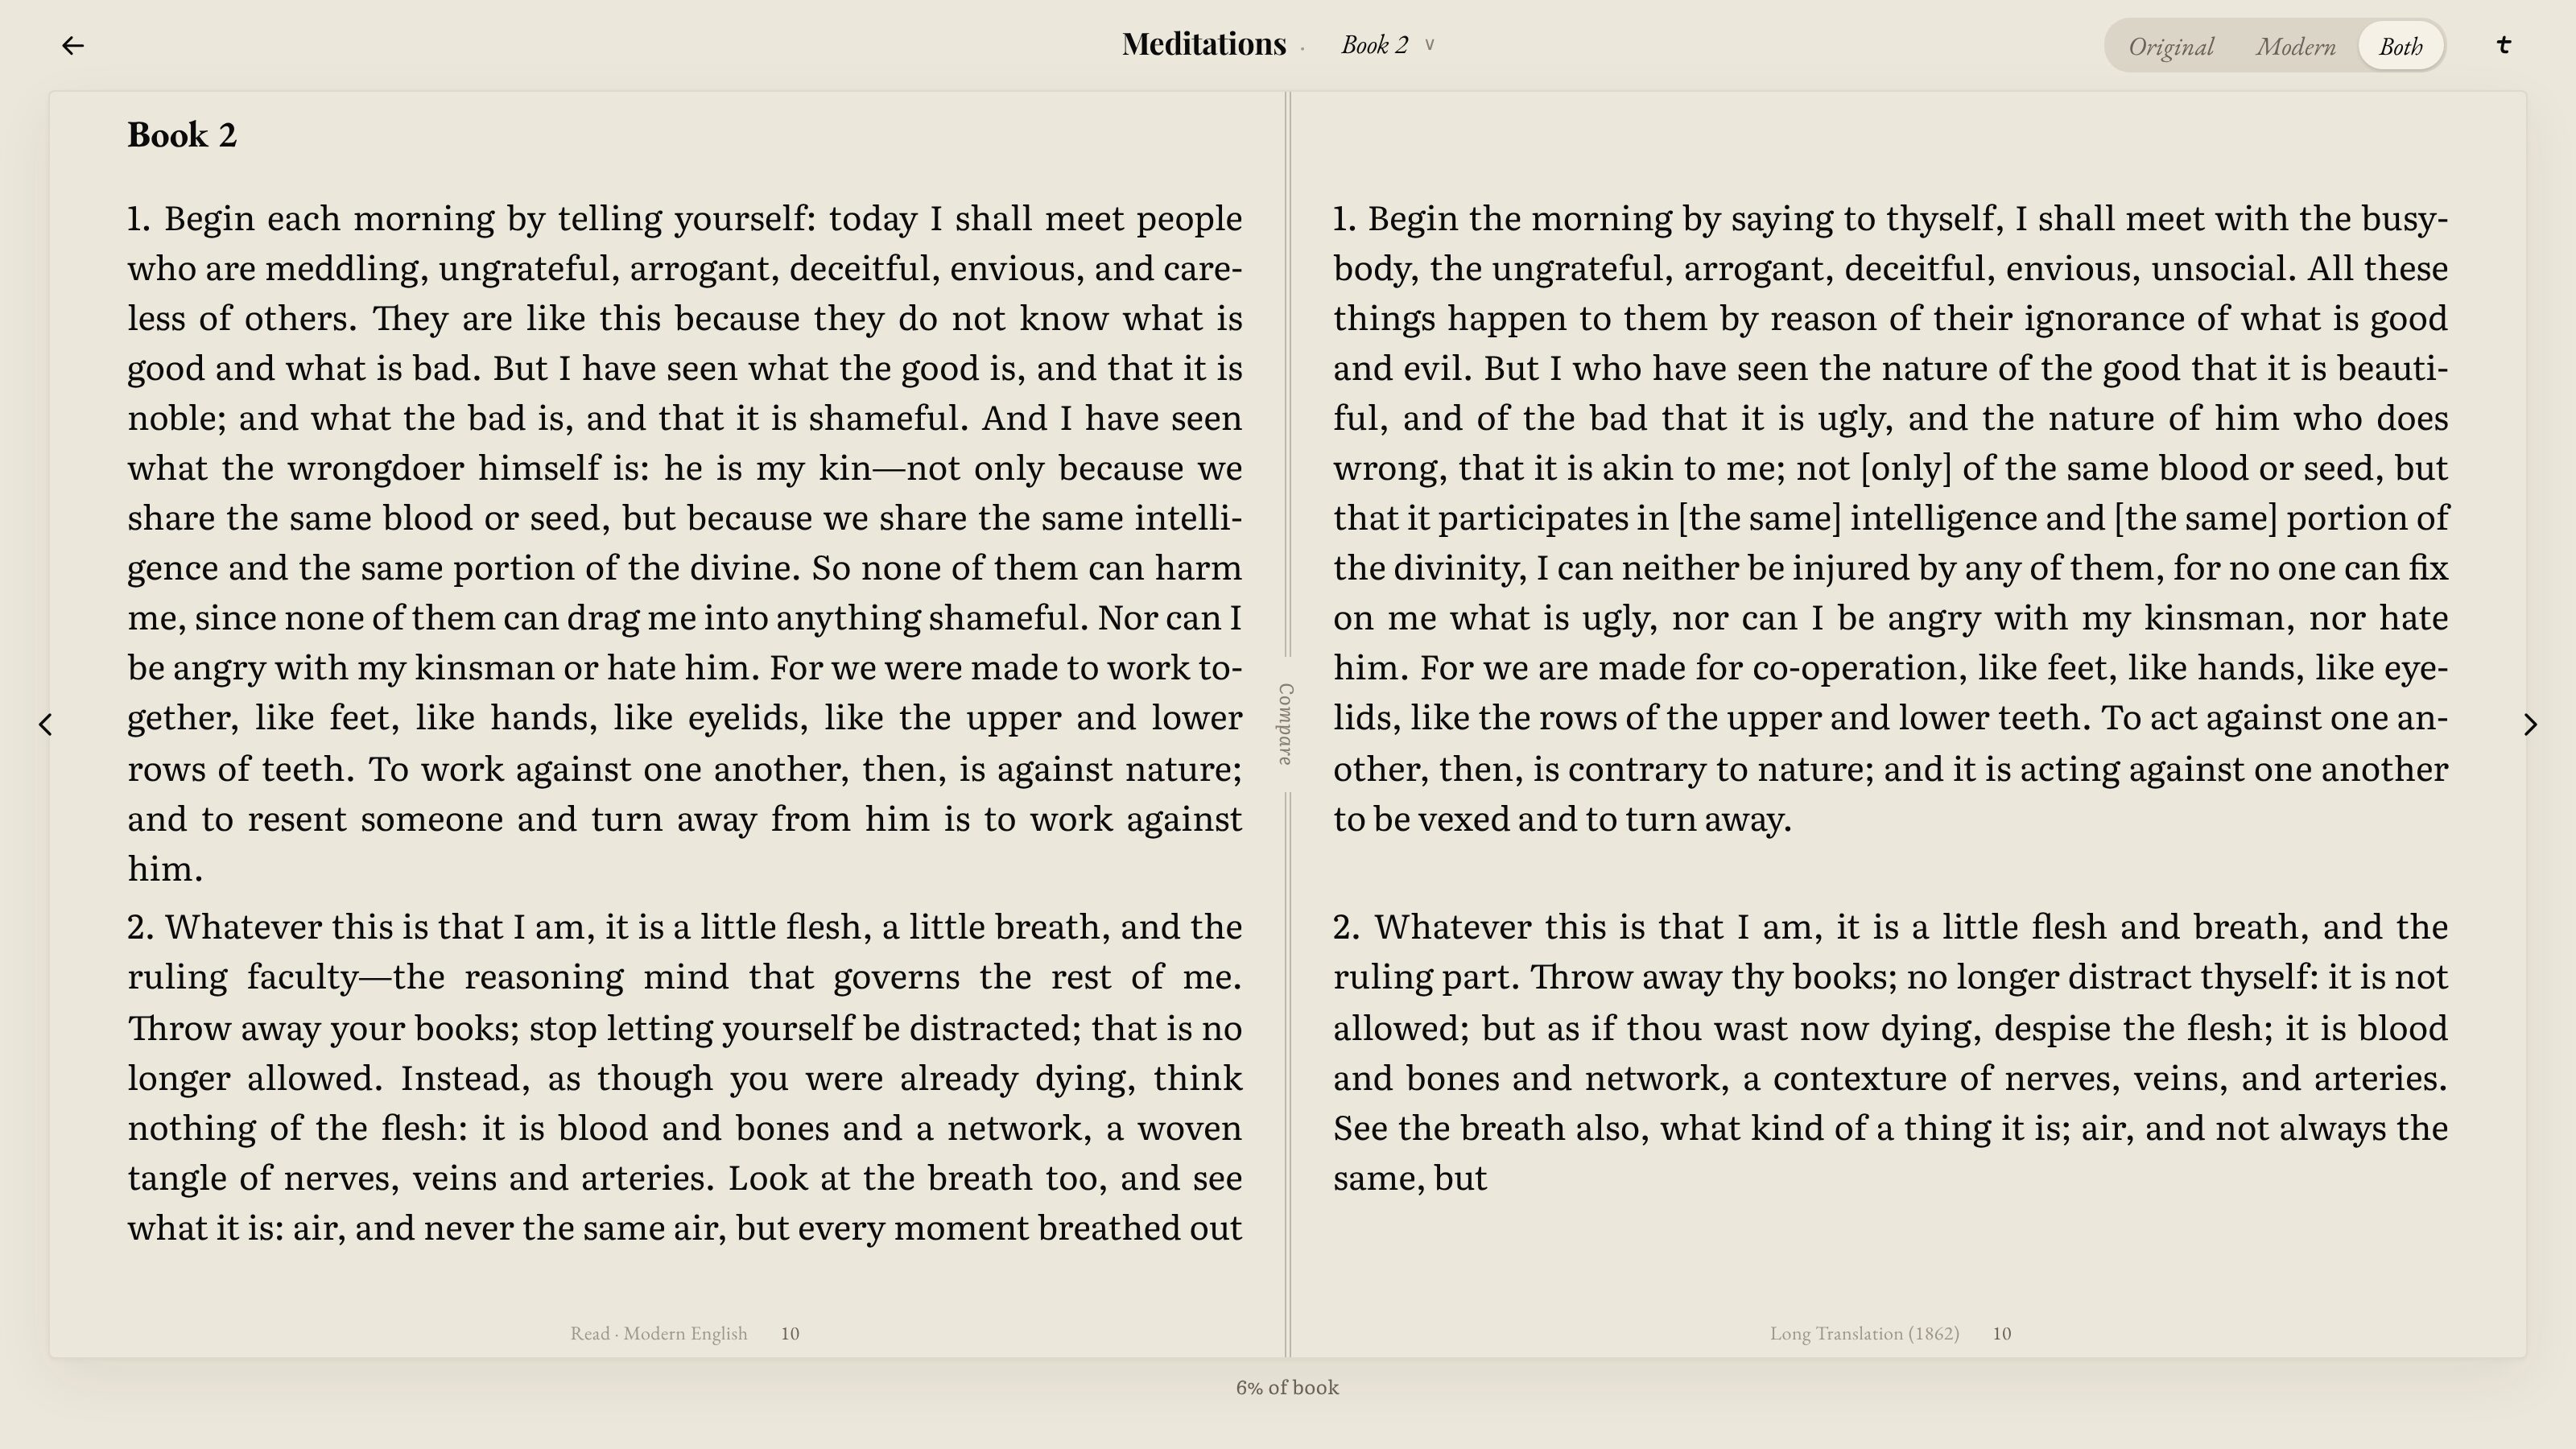 ←
Meditations · Book 2 ∨
Original Modern Both t
Book 2
1. Begin each morning by telling yourself: today I shall meet people
who are meddling, ungrateful, arrogant, deceitful, envious, and care-
less of others. They are like this because they do not know what is
good and what is bad. But I have seen what the good is, and that it is
noble; and what the bad is, and that it is shameful. And I have seen
what the wrongdoer himself is: he is my kin—not only because we
share the same blood or seed, but because we share the same intelli-
gence and the same portion of the divine. So none of them can harm
me, since none of them can drag me into anything shameful. Nor can I
be angry with my kinsman or hate him. For we were made to work to-
gether, like feet, like hands, like eyelids, like the upper and lower
rows of teeth. To work against one another, then, is against nature;
and to resent someone and turn away from him is to work against
him.
2. Whatever this is that I am, it is a little flesh, a little breath, and the
ruling faculty—the reasoning mind that governs the rest of me.
Throw away your books; stop letting yourself be distracted; that is no
longer allowed. Instead, as though you were already dying, think
nothing of the flesh: it is blood and bones and a network, a woven
tangle of nerves, veins and arteries. Look at the breath too, and see
what it is: air, and never the same air, but every moment breathed out
Read · Modern English 10
Compare
1. Begin the morning by saying to thyself, I shall meet with the busy-
body, the ungrateful, arrogant, deceitful, envious, unsocial. All these
things happen to them by reason of their ignorance of what is good
and evil. But I who have seen the nature of the good that it is beauti-
ful, and of the bad that it is ugly, and the nature of him who does
wrong, that it is akin to me; not [only] of the same blood or seed, but
that it participates in [the same] intelligence and [the same] portion of
the divinity, I can neither be injured by any of them, for no one can fix
on me what is ugly, nor can I be angry with my kinsman, nor hate
him. For we are made for co-operation, like feet, like hands, like eye-
lids, like the rows of the upper and lower teeth. To act against one an-
other, then, is contrary to nature; and it is acting against one another
to be vexed and to turn away.
2. Whatever this is that I am, it is a little flesh and breath, and the
ruling part. Throw away thy books; no longer distract thyself: it is not
allowed; but as if thou wast now dying, despise the flesh; it is blood
and bones and network, a contexture of nerves, veins, and arteries.
See the breath also, what kind of a thing it is; air, and not always the
same, but
Long Translation (1862) 10
6% of book